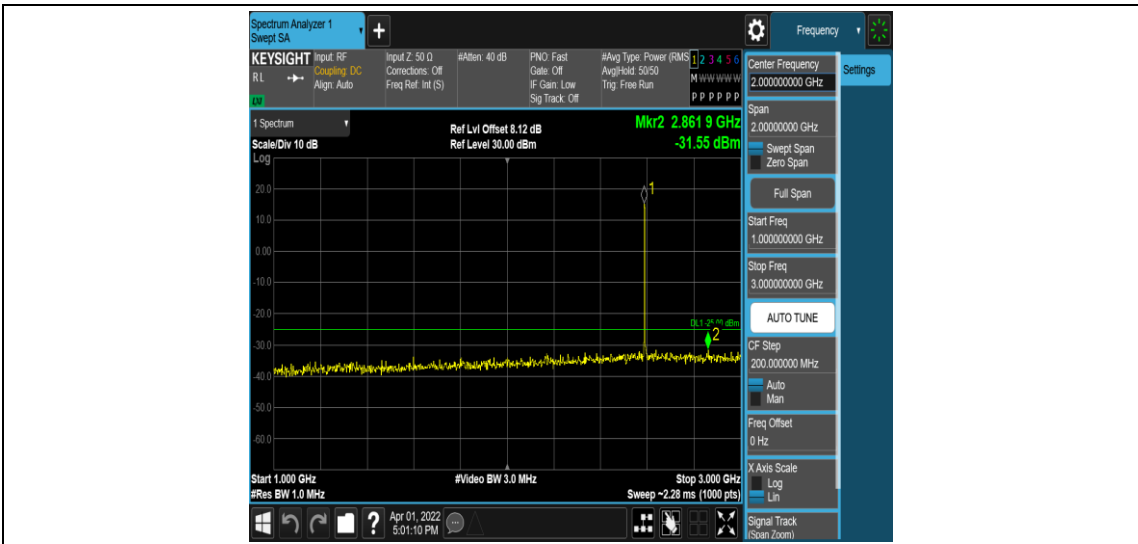 Spectrum Analyzer 1
Swept SA
+
Frequency
KEYSIGHT
RL
LXI
Input: RF
Coupling: DC
Align: Auto
Input Z: 50 Ω
Corrections: Off
Freq Ref: Int (S)
#Atten: 40 dB
PNO: Fast
Gate: Off
IF Gain: Low
Sig Track: Off
#Avg Type: Power (RMS
Avg|Hold: 50/50
Trig: Free Run
1 2 3 4 5 6
M W W W W W
P P P P P P
1 Spectrum
Scale/Div 10 dB
Log
Ref Lvl Offset 8.12 dB
Ref Level 30.00 dBm
Mkr2 2.861 9 GHz
-31.55 dBm
20.0
10.0
0.00
-10.0
-20.0
-30.0
-40.0
-50.0
-60.0
1
DL1 -25.00 dBm
2
Start 1.000 GHz
#Res BW 1.0 MHz
#Video BW 3.0 MHz
Stop 3.000 GHz
Sweep ~2.28 ms (1000 pts)
?
Apr 01, 2022
5:01:10 PM
Center Frequency
2.000000000 GHz
Settings
Span
2.00000000 GHz
Swept Span
Zero Span
Full Span
Start Freq
1.000000000 GHz
Stop Freq
3.000000000 GHz
AUTO TUNE
CF Step
200.000000 MHz
Auto
Man
Freq Offset
0 Hz
X Axis Scale
Log
Lin
Signal Track
(Span Zoom)